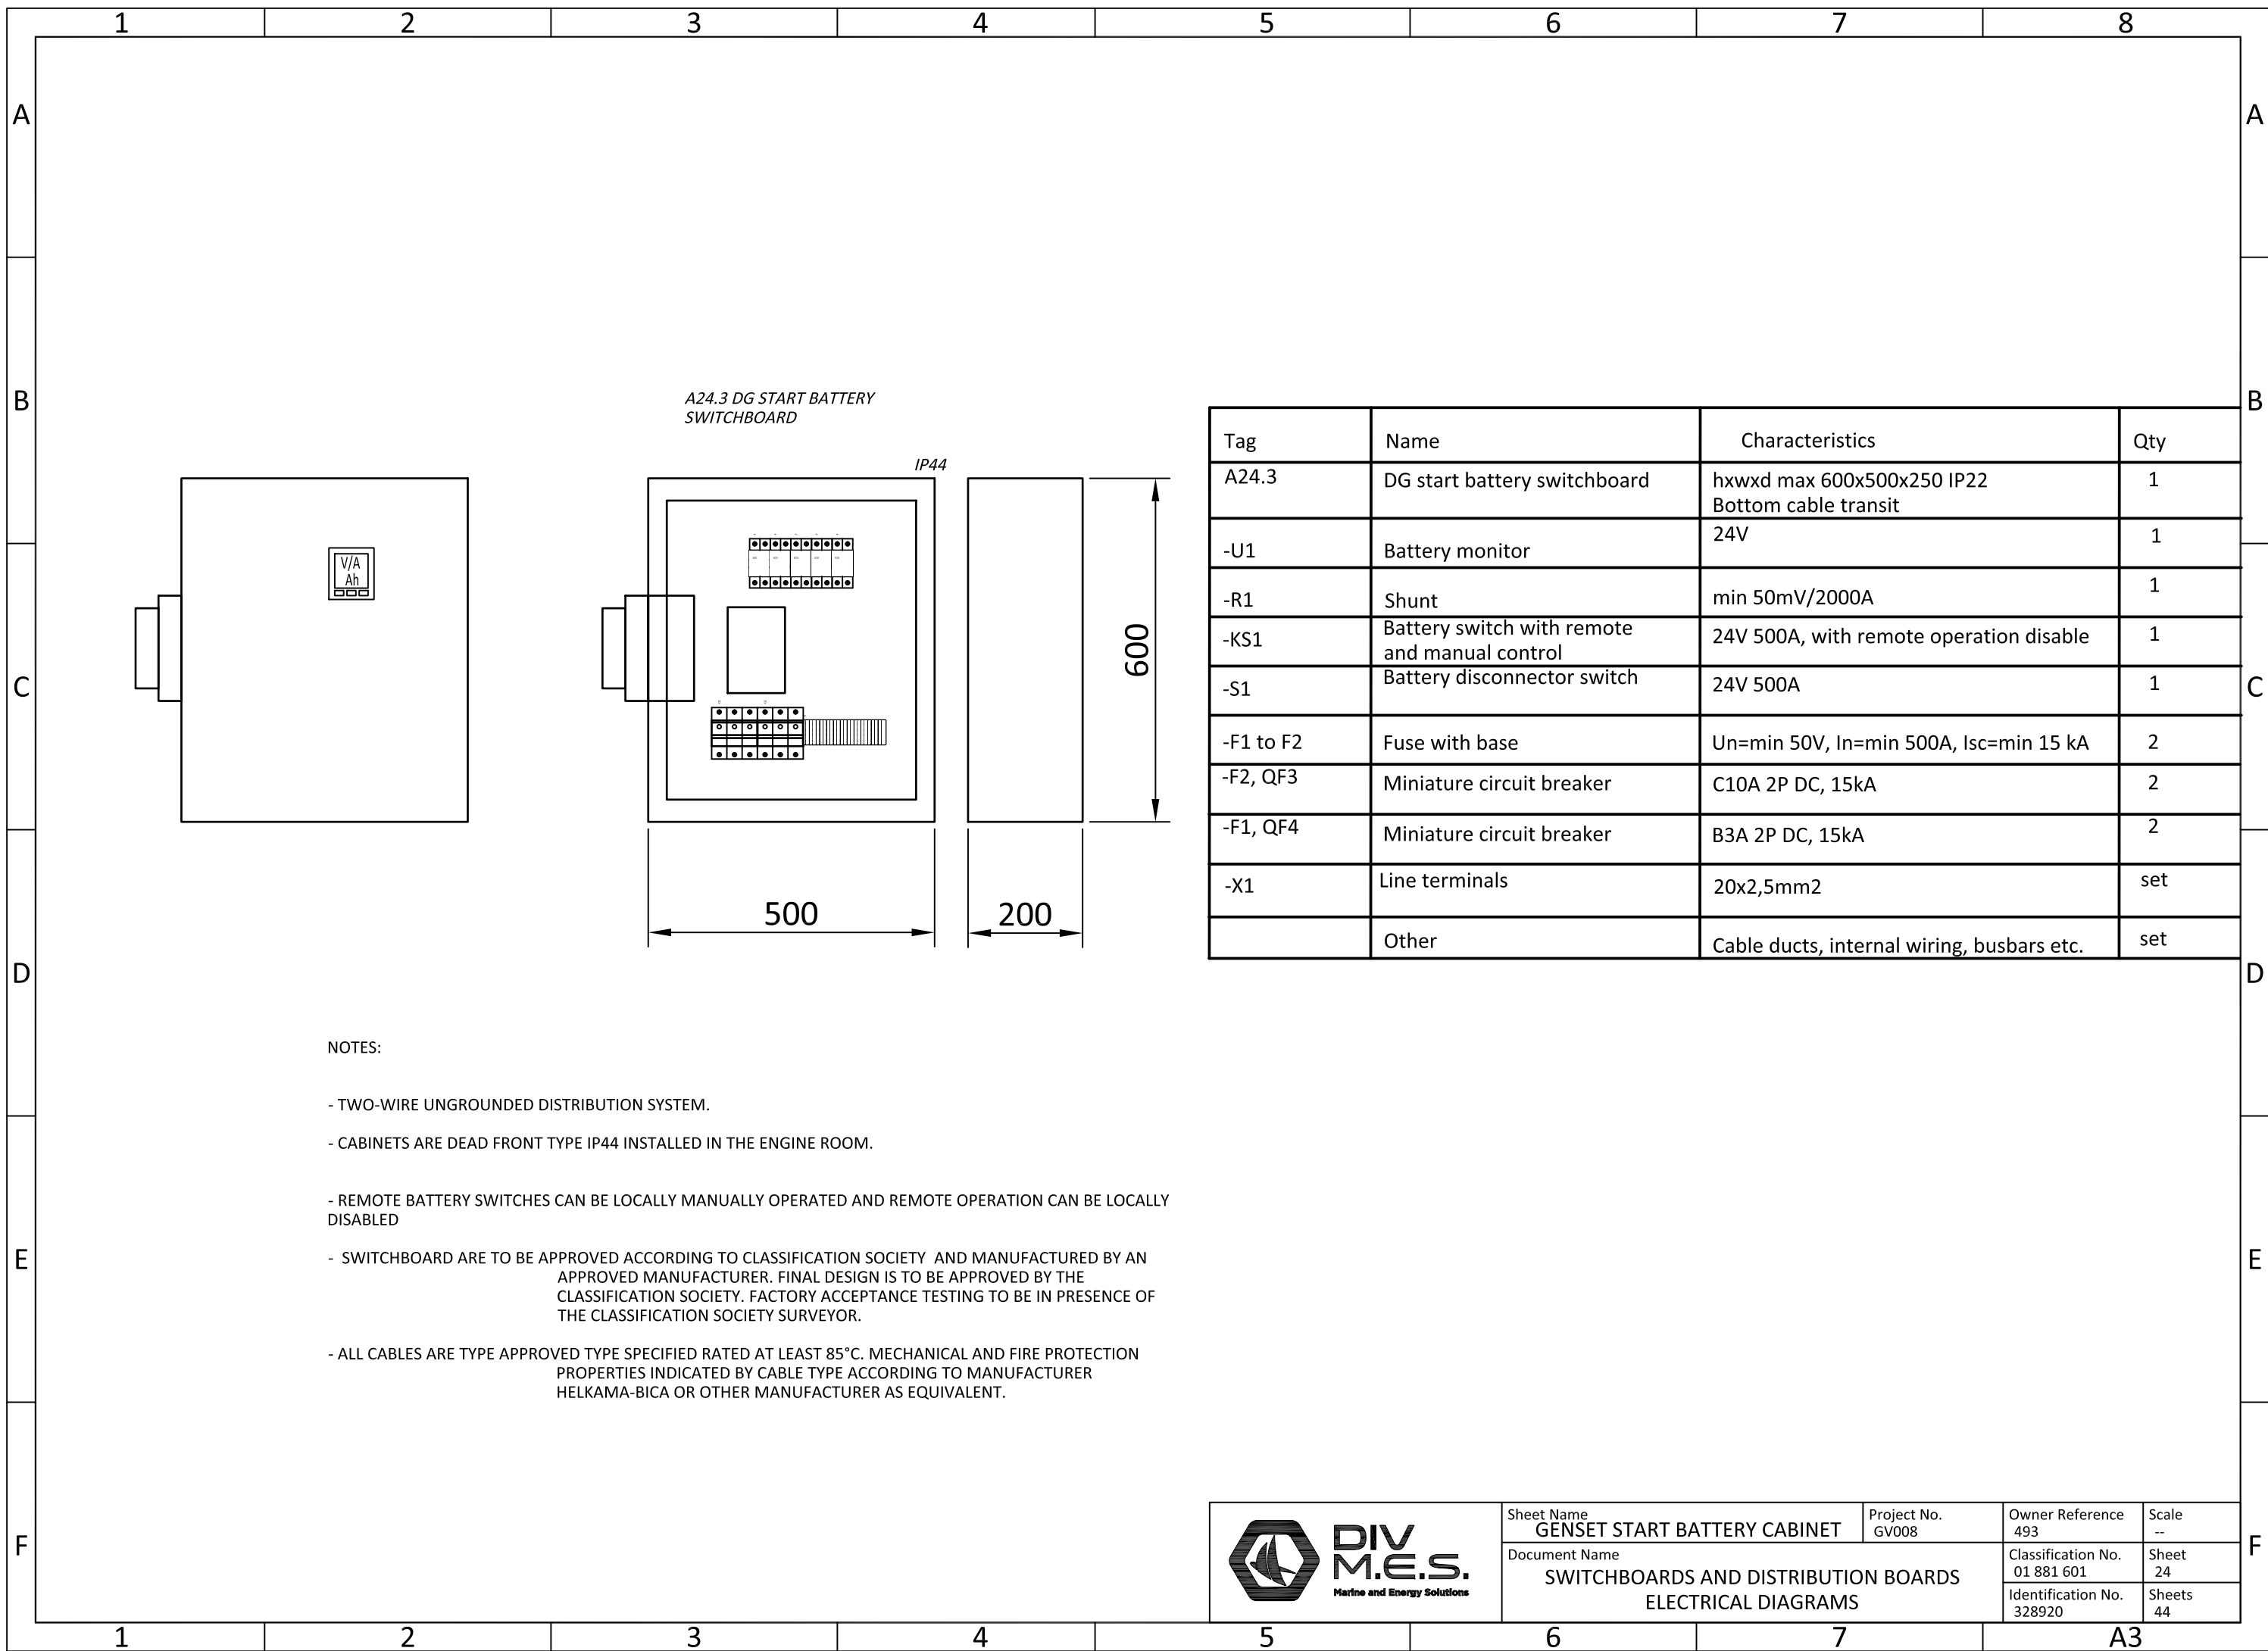 1 2 3 4 5 6 7 8
A A
B B
C C
D D
E E
F F
A24.3 DG START BATTERY
SWITCHBOARD
IP44
V/A
Ah
600
500
200
Tag Name Characteristics Qty
A24.3 DG start battery switchboard hxwxd max 600x500x250 IP22 1
Bottom cable transit
-U1 Battery monitor 24V 1
-R1 Shunt min 50mV/2000A 1
-KS1 Battery switch with remote 24V 500A, with remote operation disable 1
and manual control
-S1 Battery disconnector switch 24V 500A 1
-F1 to F2 Fuse with base Un=min 50V, In=min 500A, Isc=min 15 kA 2
-F2, QF3 Miniature circuit breaker C10A 2P DC, 15kA 2
-F1, QF4 Miniature circuit breaker B3A 2P DC, 15kA 2
-X1 Line terminals 20x2,5mm2 set
Other Cable ducts, internal wiring, busbars etc. set
NOTES:
- TWO-WIRE UNGROUNDED DISTRIBUTION SYSTEM.
- CABINETS ARE DEAD FRONT TYPE IP44 INSTALLED IN THE ENGINE ROOM.
- REMOTE BATTERY SWITCHES CAN BE LOCALLY MANUALLY OPERATED AND REMOTE OPERATION CAN BE LOCALLY
DISABLED
- SWITCHBOARD ARE TO BE APPROVED ACCORDING TO CLASSIFICATION SOCIETY AND MANUFACTURED BY AN
APPROVED MANUFACTURER. FINAL DESIGN IS TO BE APPROVED BY THE
CLASSIFICATION SOCIETY. FACTORY ACCEPTANCE TESTING TO BE IN PRESENCE OF
THE CLASSIFICATION SOCIETY SURVEYOR.
- ALL CABLES ARE TYPE APPROVED TYPE SPECIFIED RATED AT LEAST 85°C. MECHANICAL AND FIRE PROTECTION
PROPERTIES INDICATED BY CABLE TYPE ACCORDING TO MANUFACTURER
HELKAMA-BICA OR OTHER MANUFACTURER AS EQUIVALENT.
DIV
M.E.S.
Marine and Energy Solutions
Sheet Name
GENSET START BATTERY CABINET
Project No.
GV008
Owner Reference
493
Scale
--
Document Name
SWITCHBOARDS AND DISTRIBUTION BOARDS
ELECTRICAL DIAGRAMS
Classification No.
01 881 601
Sheet
24
Identification No.
328920
Sheets
44
1 2 3 4 5 6 7 A3